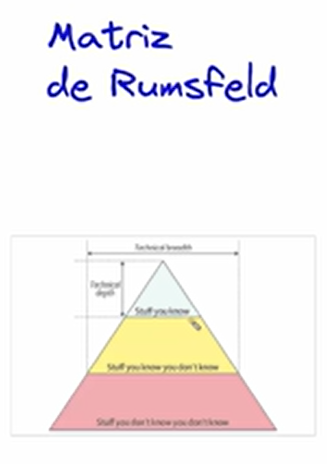 Matriz
de Rumsfeld
Technical breadth
Technical
depth
Stuff you know
Stuff you know you don't know
Stuff you don't know you don't know